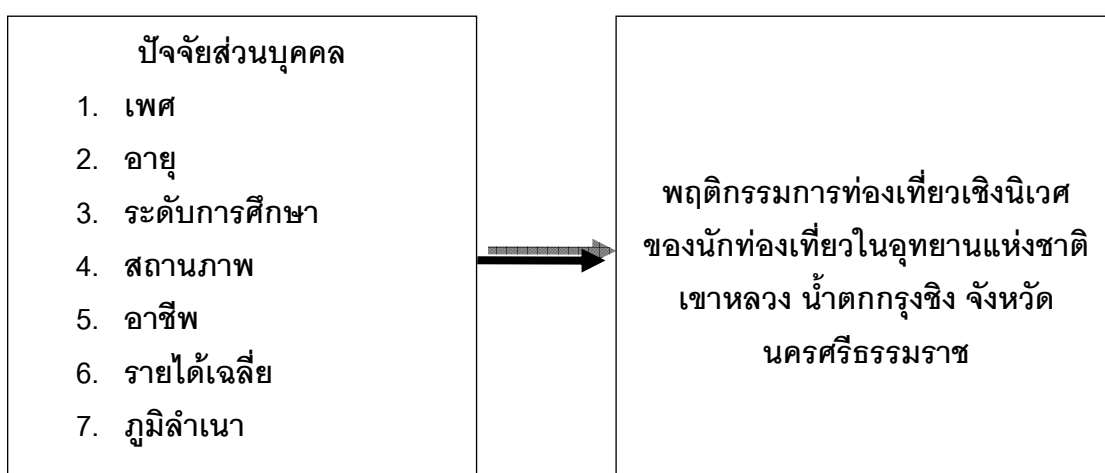 ปัจจัยส่วนบุคคล
1. เพศ
2. อายุ
3. ระดับการศึกษา
4. สถานภาพ
5. อาชีพ
6. รายได้เฉลี่ย
7. ภูมิลำเนา
พฤติกรรมการท่องเที่ยวเชิงนิเวศ
ของนักท่องเที่ยวในอุทยานแห่งชาติ
เขาหลวง น้ำตกกรุงชิง จังหวัด
นครศรีธรรมราช